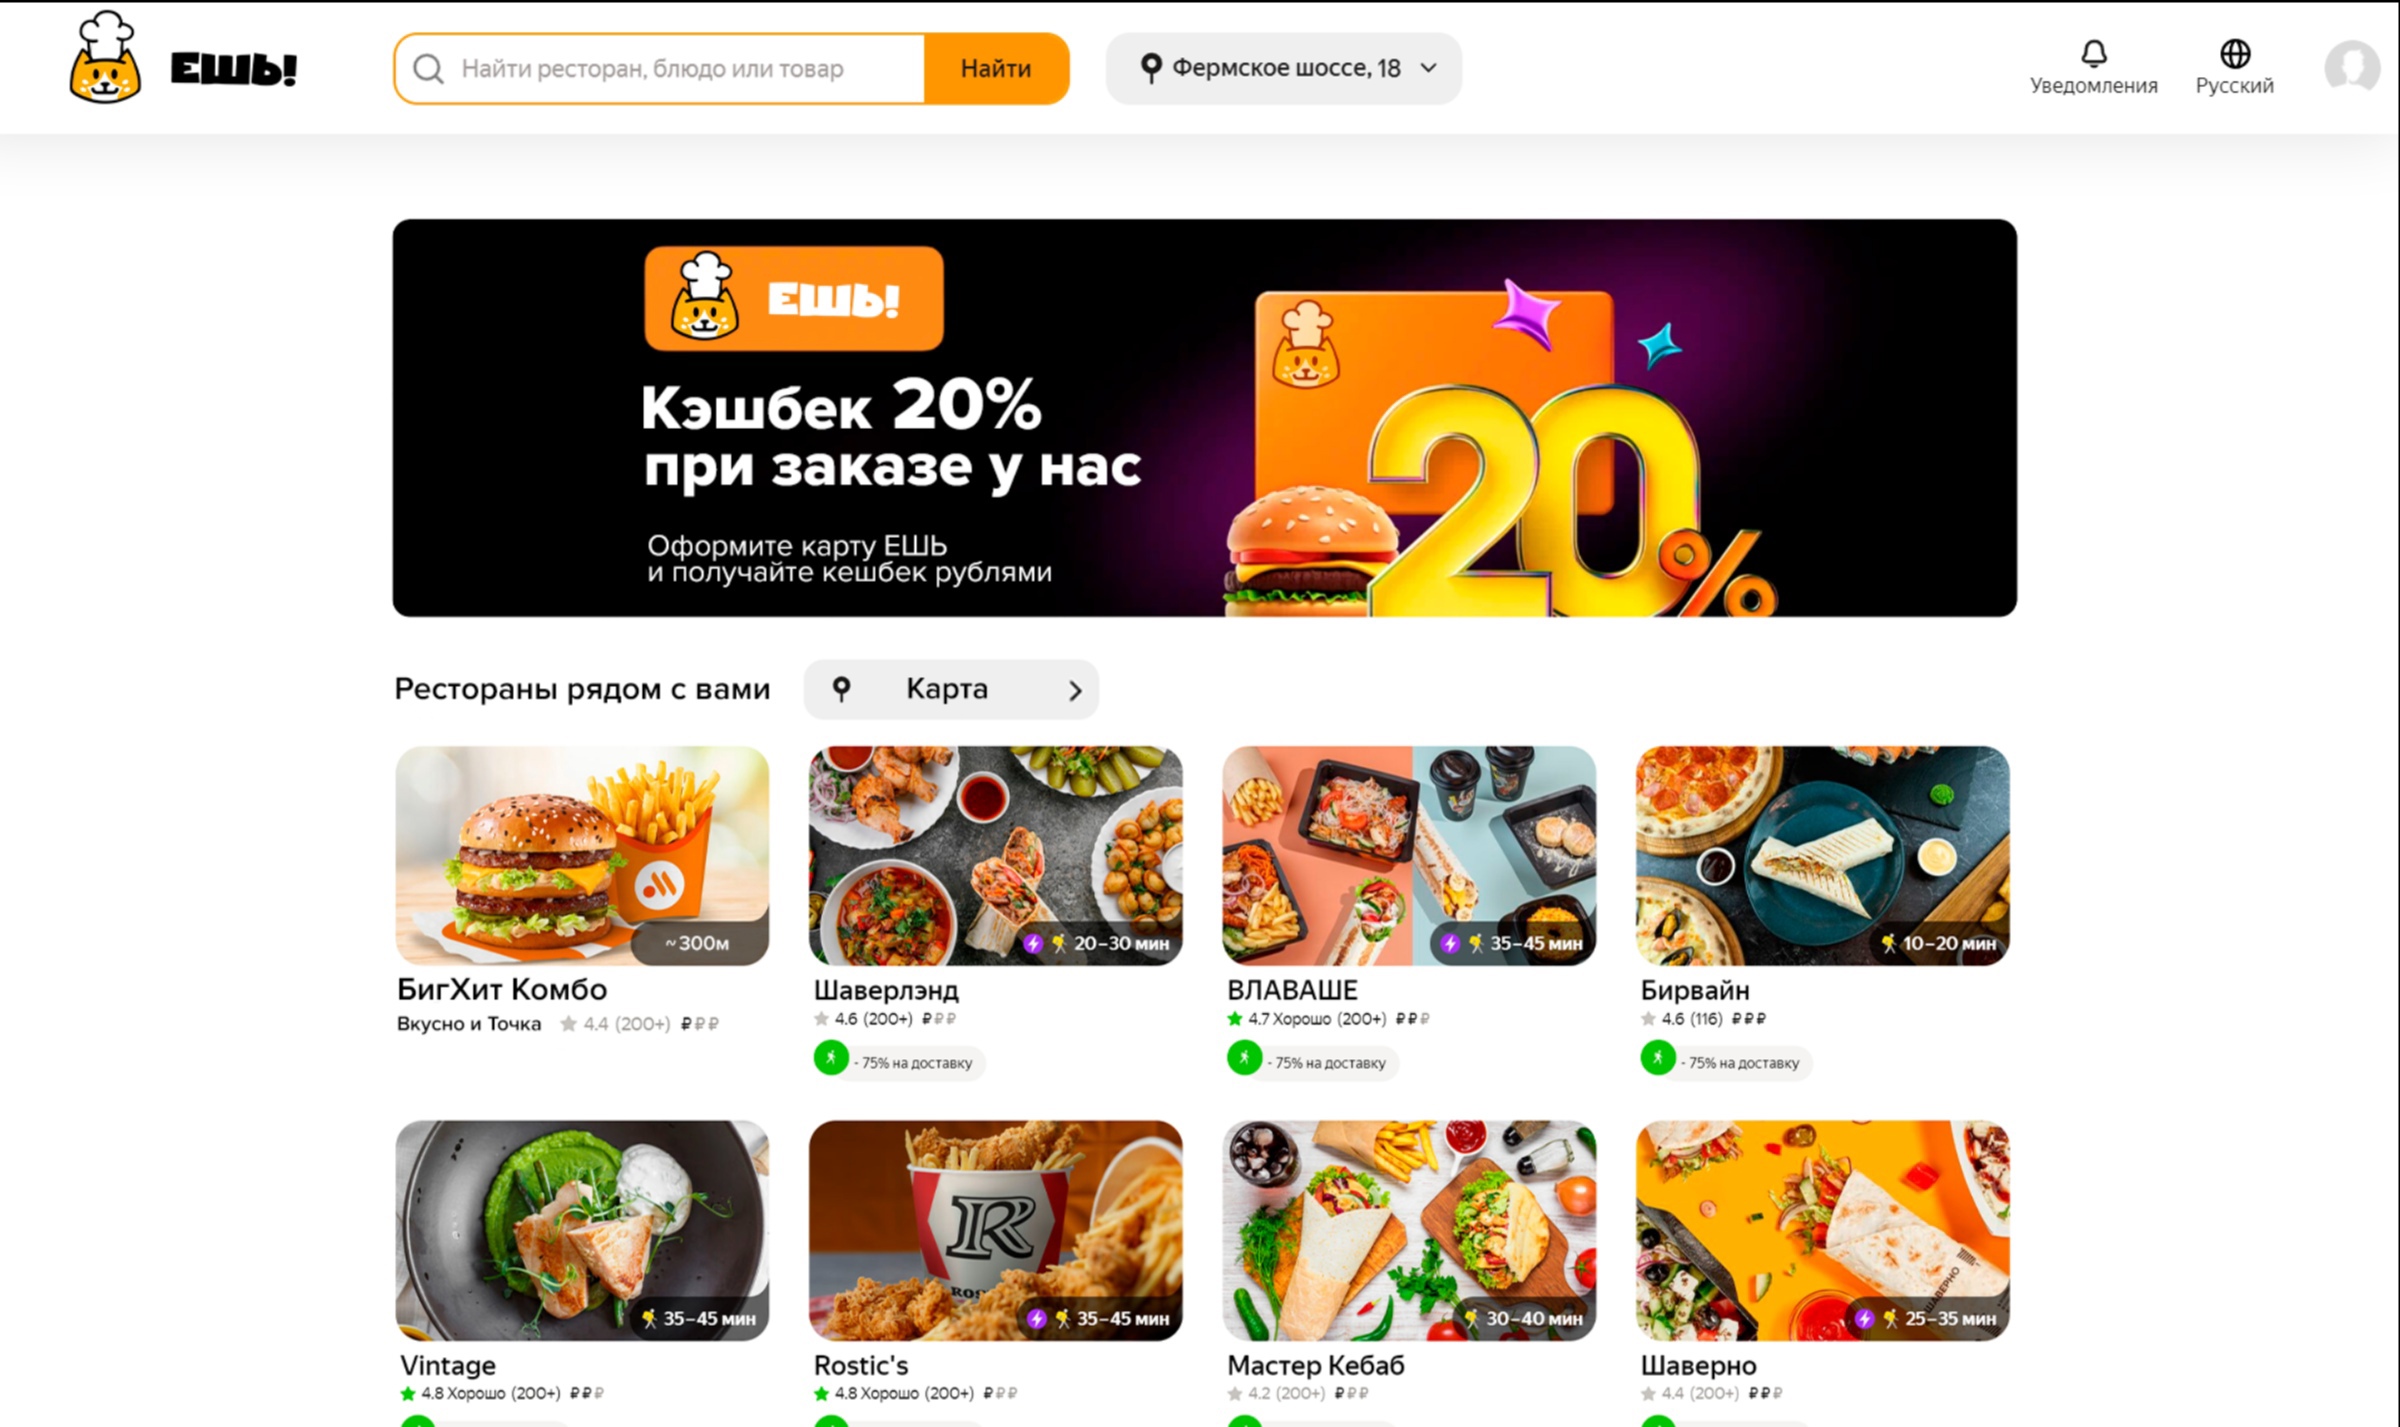 ЕШЬ!
Найти ресторан, блюдо или товар
Найти
Фермское шоссе, 18
Уведомления
Русский
ЕШЬ!
Кэшбек 20%
при заказе у нас
Оформите карту ЕШЬ
и получайте кешбек рублями
20%
Рестораны рядом с вами
Карта
~300м
20–30 мин
35–45 мин
10–20 мин
БигХит Комбо
Вкусно и Точка 4.4 (200+) ₽₽₽
Шаверлэнд
4.6 (200+) ₽₽₽
- 75% на доставку
ВЛАВАШЕ
4.7 Хорошо (200+) ₽₽₽
- 75% на доставку
Бирвайн
4.6 (116) ₽₽₽
- 75% на доставку
35–45 мин
R
ROS
35–45 мин
30–40 мин
ШАВЕРНО
25–35 мин
Vintage
4.8 Хорошо (200+) ₽₽₽
Rostic's
4.8 Хорошо (200+) ₽₽₽
Мастер Кебаб
4.2 (200+) ₽₽₽
Шаверно
4.4 (200+) ₽₽₽